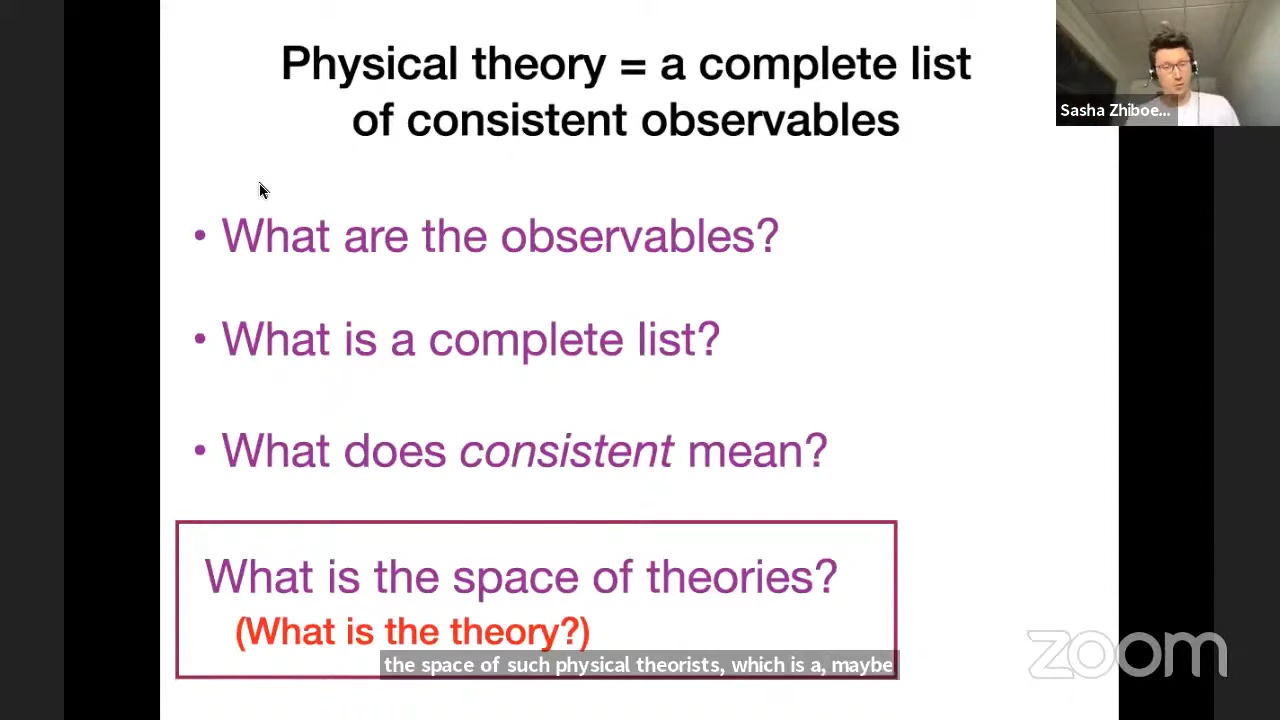 Physical theory = a complete list
of consistent observables
Sasha Zhiboe...
• What are the observables?
• What is a complete list?
• What does consistent mean?
What is the space of theories?
(What is the theory?)
the space of such physical theorists, which is a, maybe
zoom